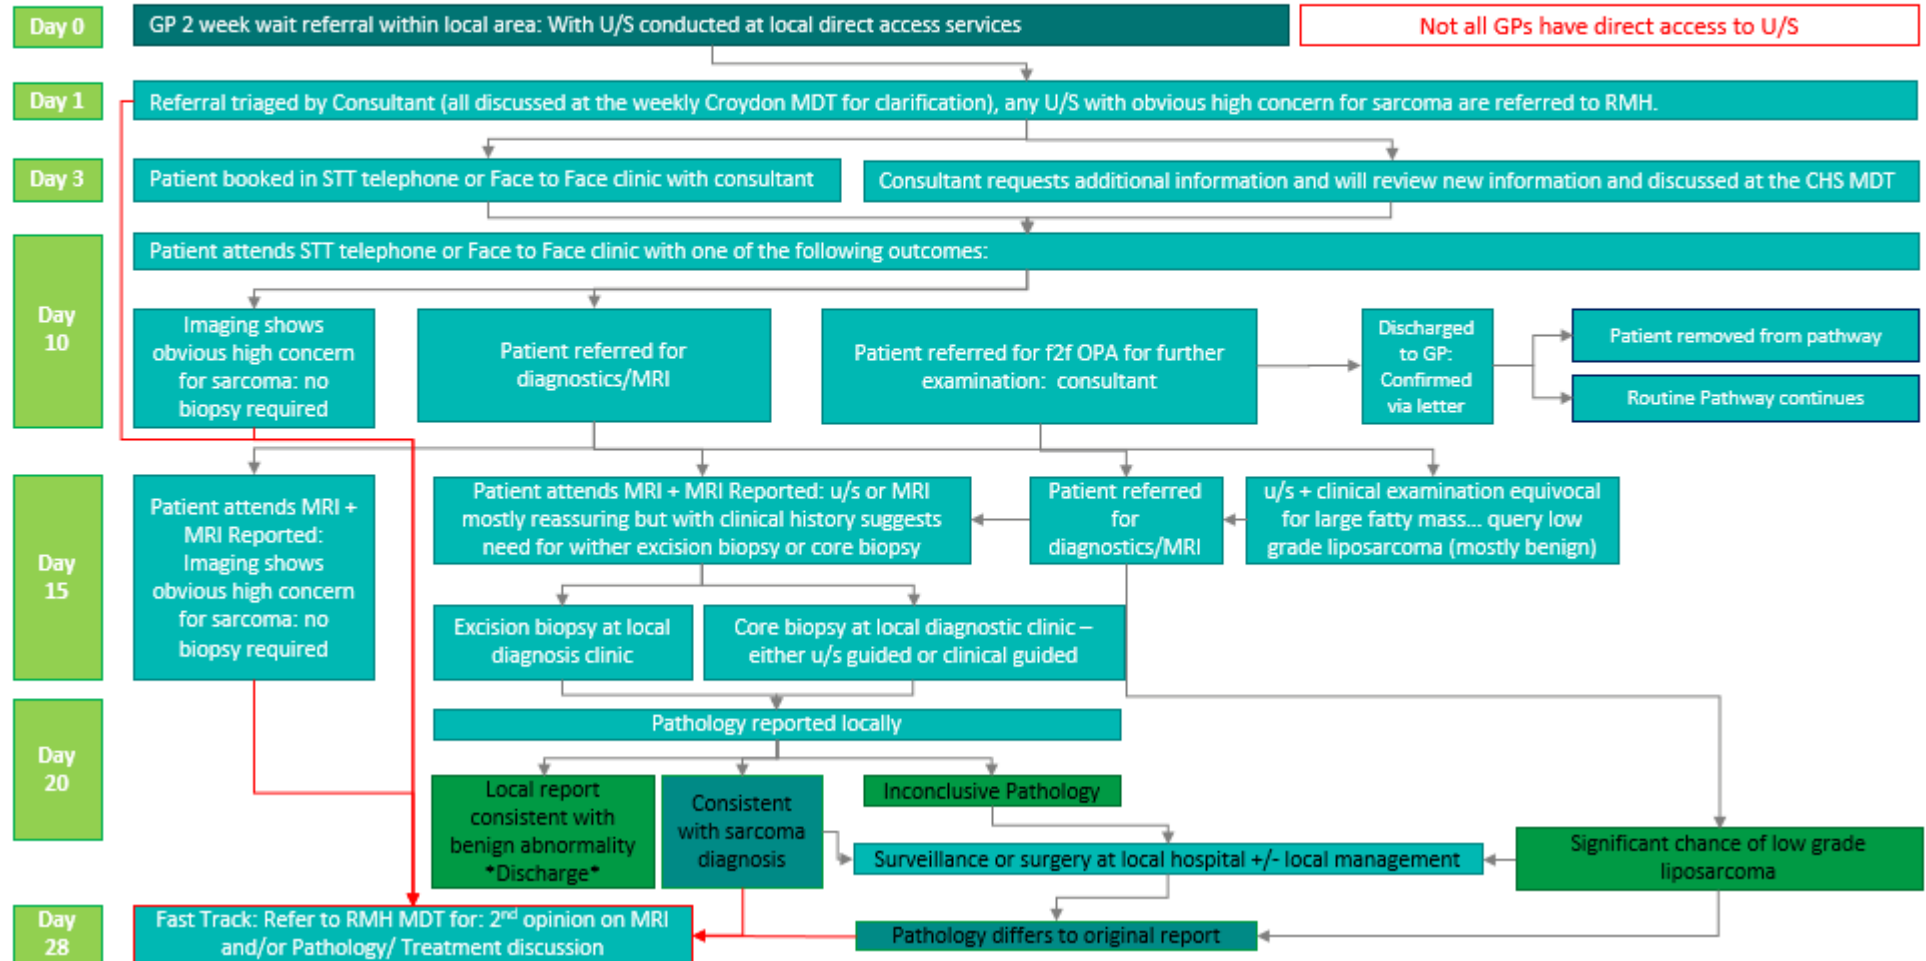 Day 0
GP 2 week wait referral within local area: With U/S conducted at local direct access services
Not all GPs have direct access to U/S
Day 1
Referral triaged by Consultant (all discussed at the weekly Croydon MDT for clarification), any U/S with obvious high concern for sarcoma are referred to RMH.
Day 3
Patient booked in STT telephone or Face to Face clinic with consultant
Consultant requests additional information and will review new information and discussed at the CHS MDT
Day
10
Patient attends STT telephone or Face to Face clinic with one of the following outcomes:
Imaging shows
obvious high concern
for sarcoma: no
biopsy required
Patient referred for
diagnostics/MRI
Patient referred for f2f OPA for further
examination: consultant
Discharged
to GP:
Confirmed
via letter
Patient removed from pathway
Routine Pathway continues
Day
15
Patient attends MRI +
MRI Reported:
Imaging shows
obvious high concern
for sarcoma: no
biopsy required
Patient attends MRI + MRI Reported: u/s or MRI
mostly reassuring but with clinical history suggests
need for wither excision biopsy or core biopsy
Patient referred
for
diagnostics/MRI
u/s + clinical examination equivocal
for large fatty mass... query low
grade liposarcoma (mostly benign)
Excision biopsy at local
diagnosis clinic
Core biopsy at local diagnostic clinic –
either u/s guided or clinical guided
Day
20
Pathology reported locally
Local report
consistent with
benign abnormality
*Discharge*
Consistent
with sarcoma
diagnosis
Inconclusive Pathology
Surveillance or surgery at local hospital +/- local management
Significant chance of low grade
liposarcoma
Day
28
Fast Track: Refer to RMH MDT for: 2nd opinion on MRI
and/or Pathology/ Treatment discussion
Pathology differs to original report